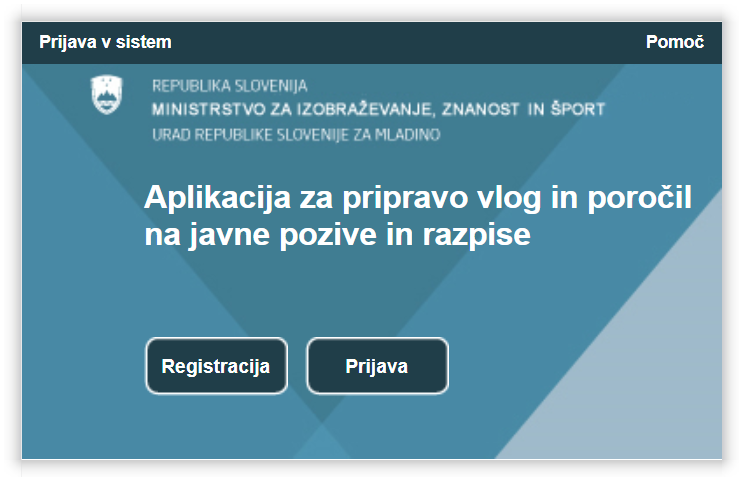 Prijava v sistem
Pomoč
REPUBLIKA SLOVENIJA
MINISTRSTVO ZA IZOBRAŽEVANJE, ZNANOST IN ŠPORT
URAD REPUBLIKE SLOVENIJE ZA MLADINO
Aplikacija za pripravo vlog in poročil
na javne pozive in razpise
Registracija
Prijava